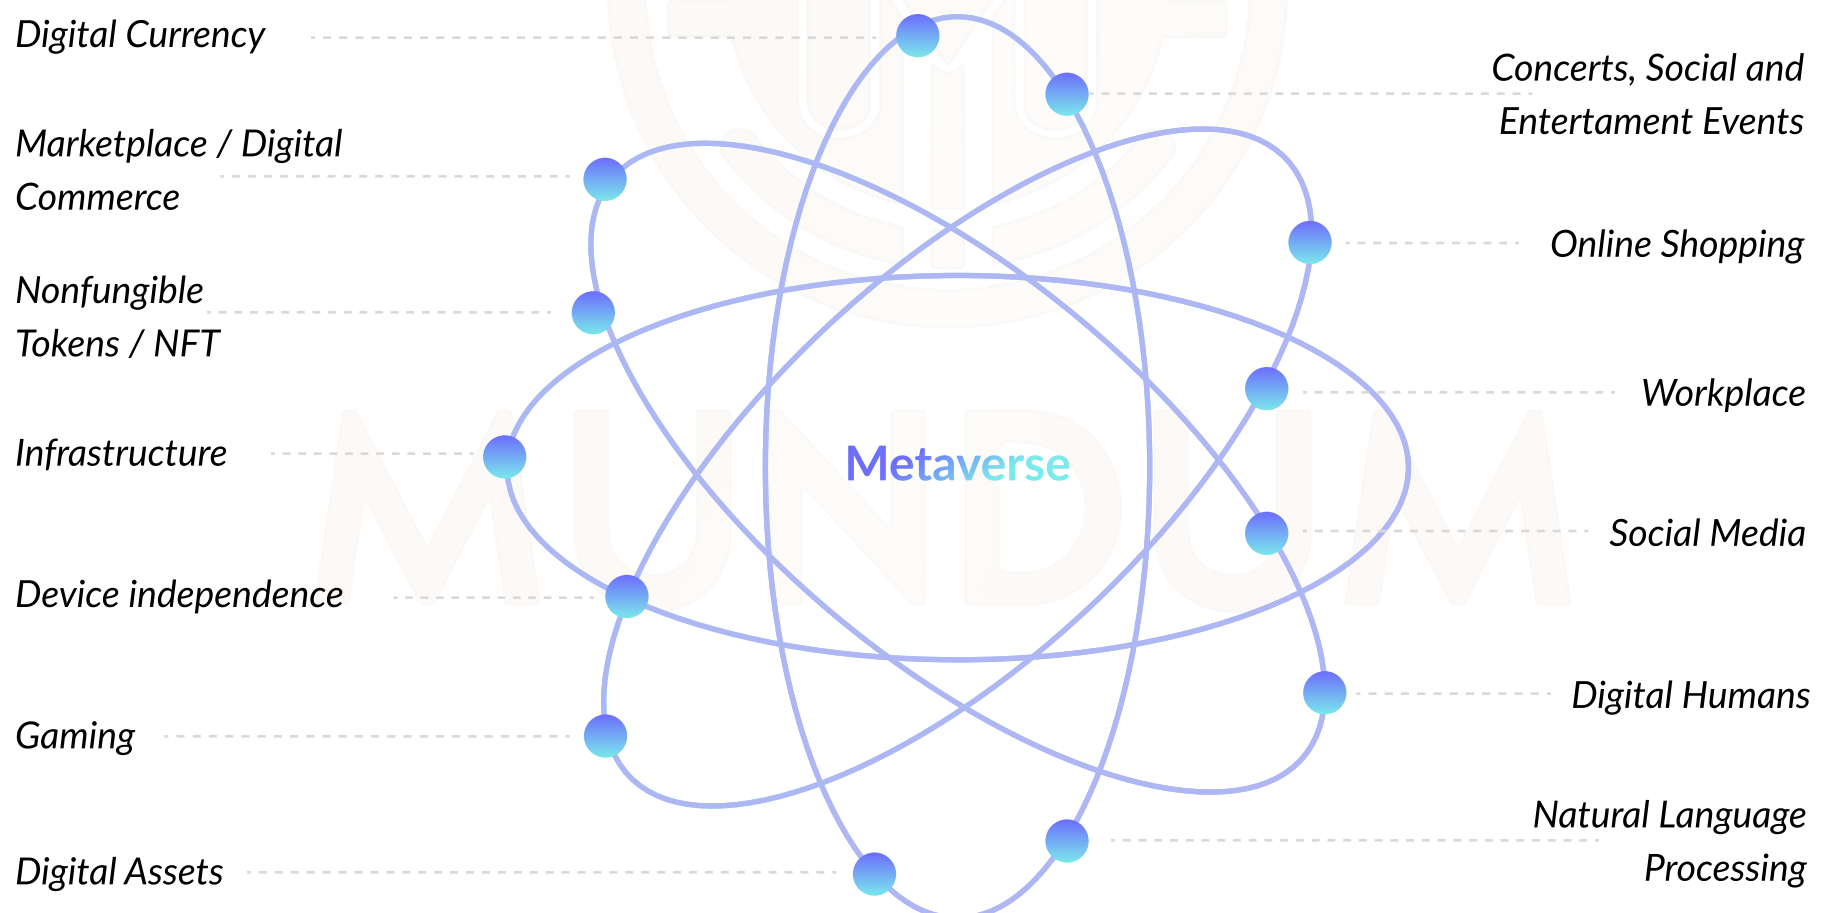 Digital Currency
Marketplace / Digital
Commerce
Nonfungible
Tokens / NFT
Infrastructure
Device independence
Gaming
Digital Assets
Metaverse
MUNDUM
Concerts, Social and
Entertament Events
Online Shopping
Workplace
Social Media
Digital Humans
Natural Language
Processing